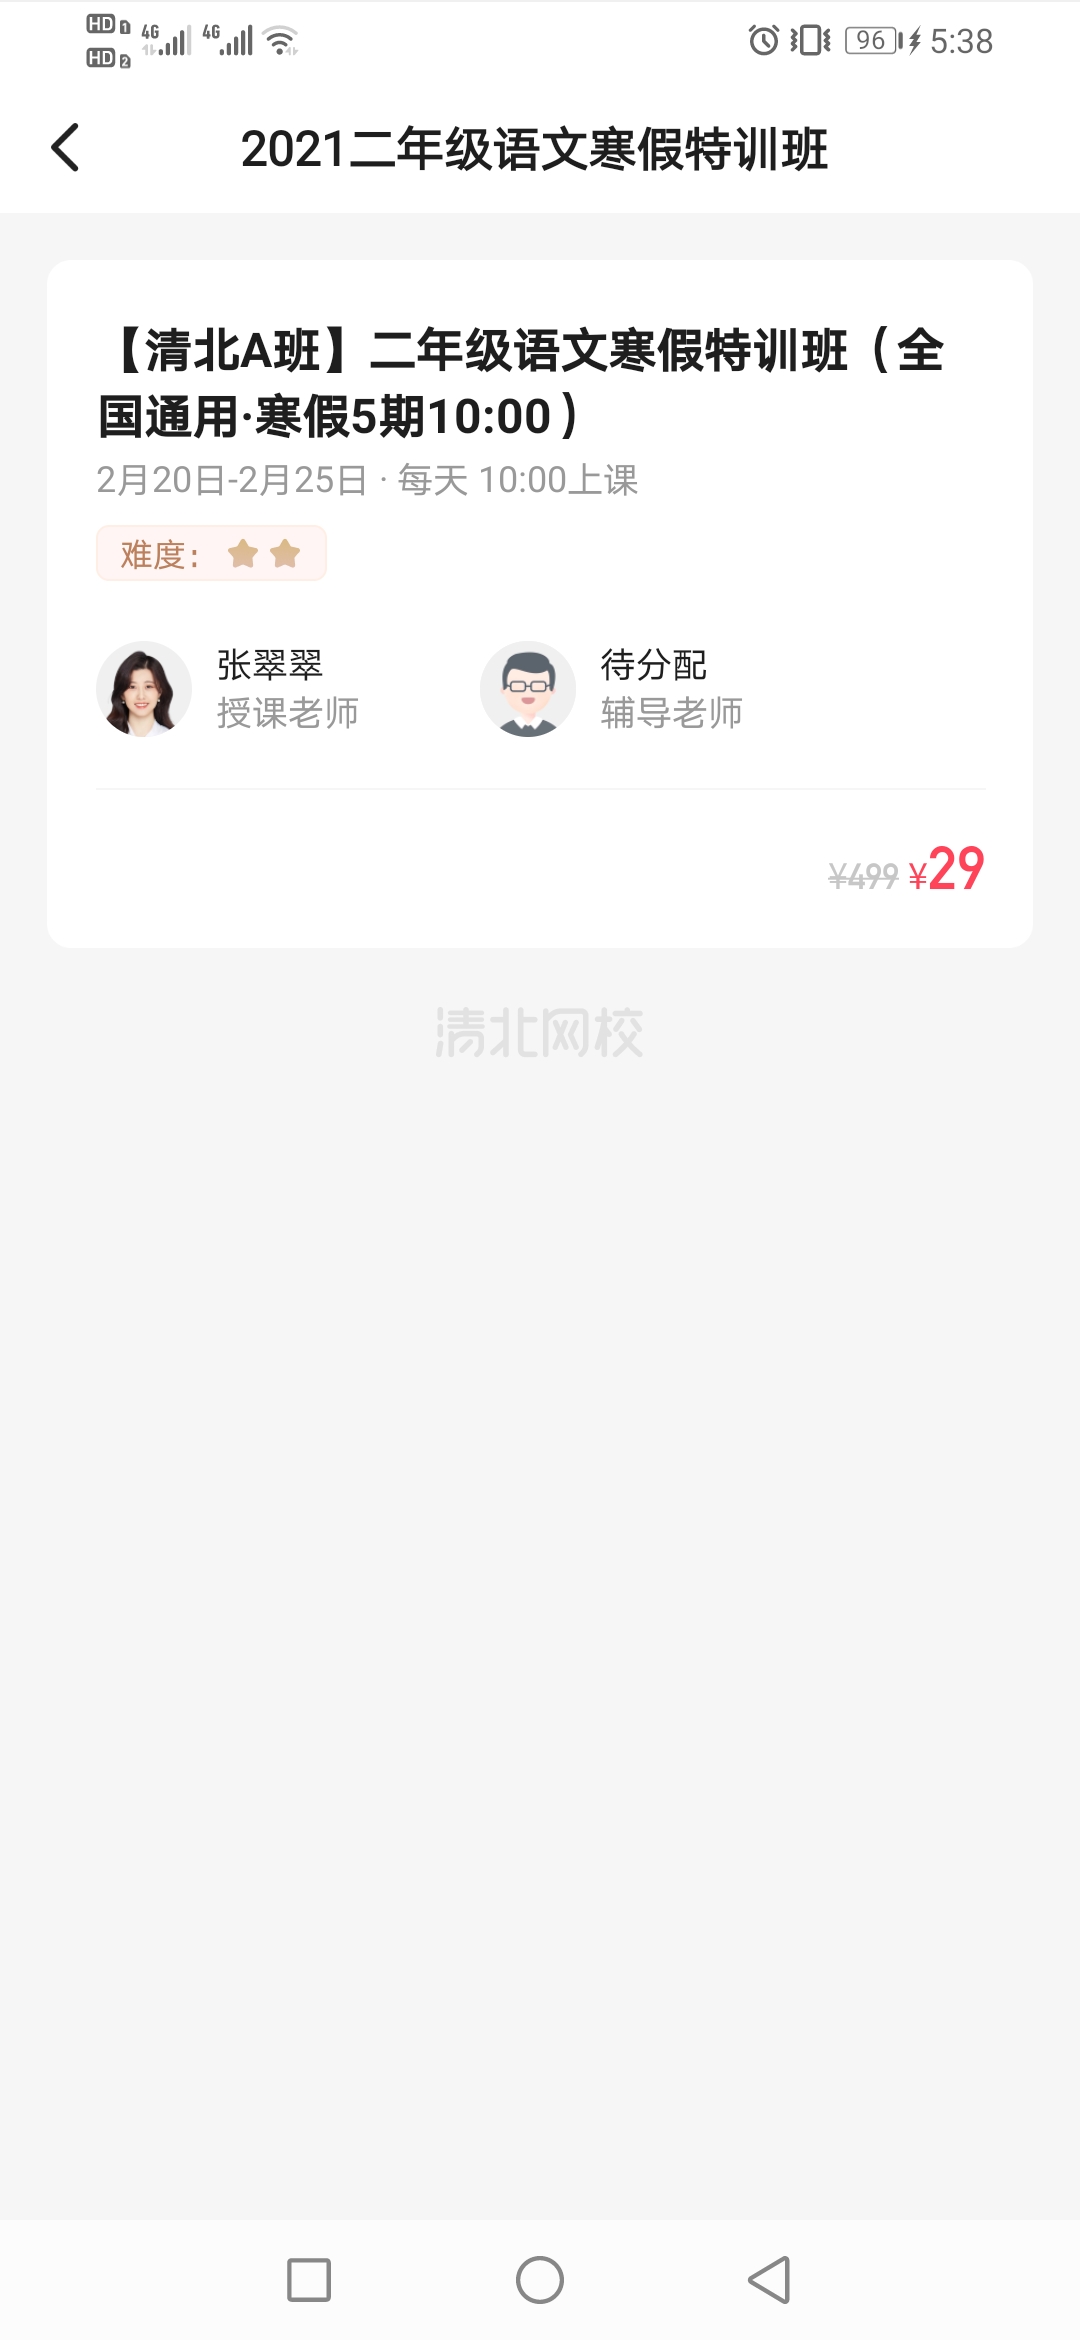 HD 1 4G 4G 96 5:38
HD 2
2021二年级语文寒假特训班
【清北A班】二年级语文寒假特训班（全
国通用·寒假5期10:00）
2月20日-2月25日 · 每天 10:00上课
难度：
张翠翠 待分配
授课老师 辅导老师
¥499 ¥29
清北网校